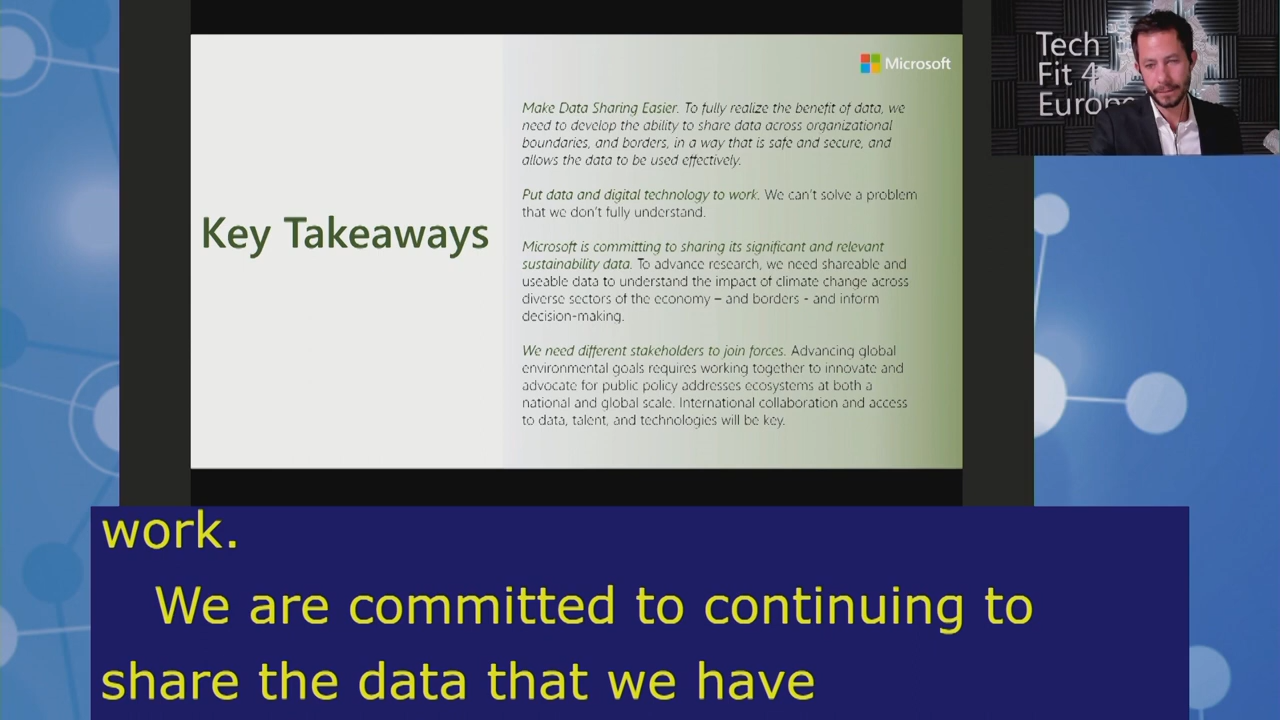 Microsoft
Tech
Fit 4
Europe
Key Takeaways
Make Data Sharing Easier. To fully realize the benefit of data, we
need to develop the ability to share data across organizational
boundaries, and borders, in a way that is safe and secure, and
allows the data to be used effectively.
Put data and digital technology to work. We can't solve a problem
that we don't fully understand.
Microsoft is committing to sharing its significant and relevant
sustainability data. To advance research, we need shareable and
useable data to understand the impact of climate change across
diverse sectors of the economy – and borders - and inform
decision-making.
We need different stakeholders to join forces. Advancing global
environmental goals requires working together to innovate and
advocate for public policy addresses ecosystems at both a
national and global scale. International collaboration and access
to data, talent, and technologies will be key.
work.
We are committed to continuing to
share the data that we have